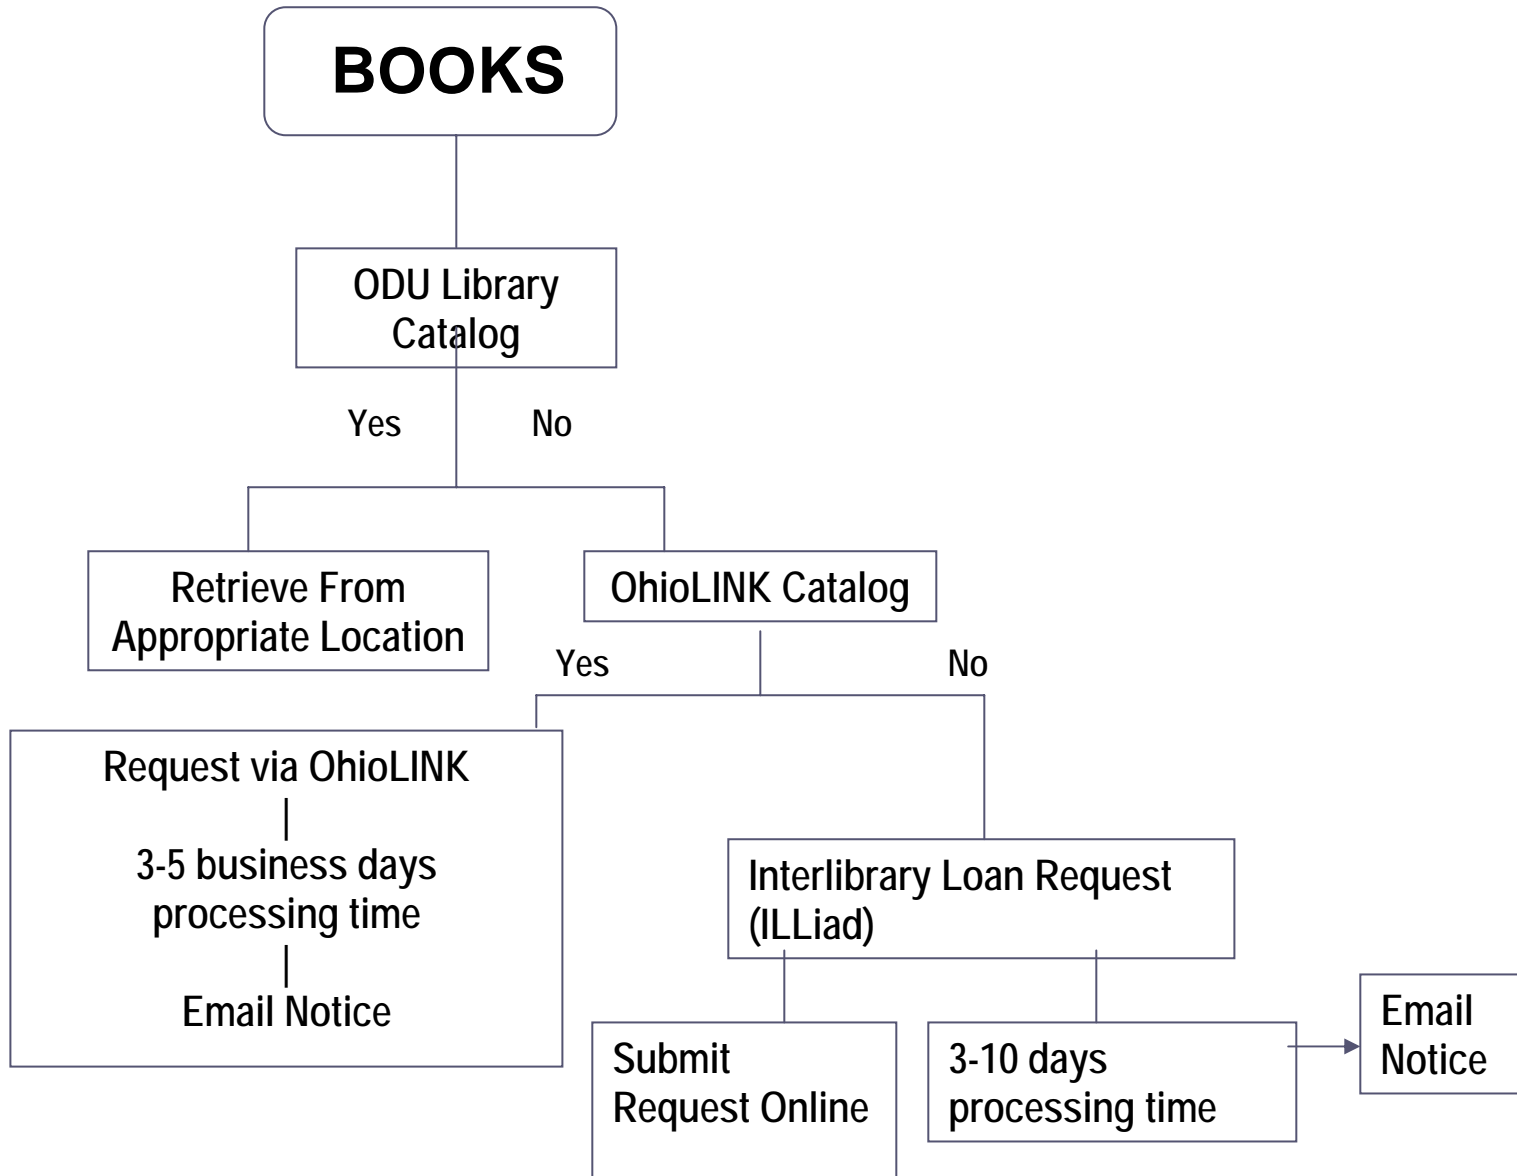 BOOKS
ODU Library
Catalog
Yes
No
Retrieve From
Appropriate Location
OhioLINK Catalog
Yes
No
Request via OhioLINK
|
3-5 business days
processing time
|
Email Notice
Interlibrary Loan Request
(ILLiad)
Submit
Request Online
3-10 days
processing time
Email
Notice